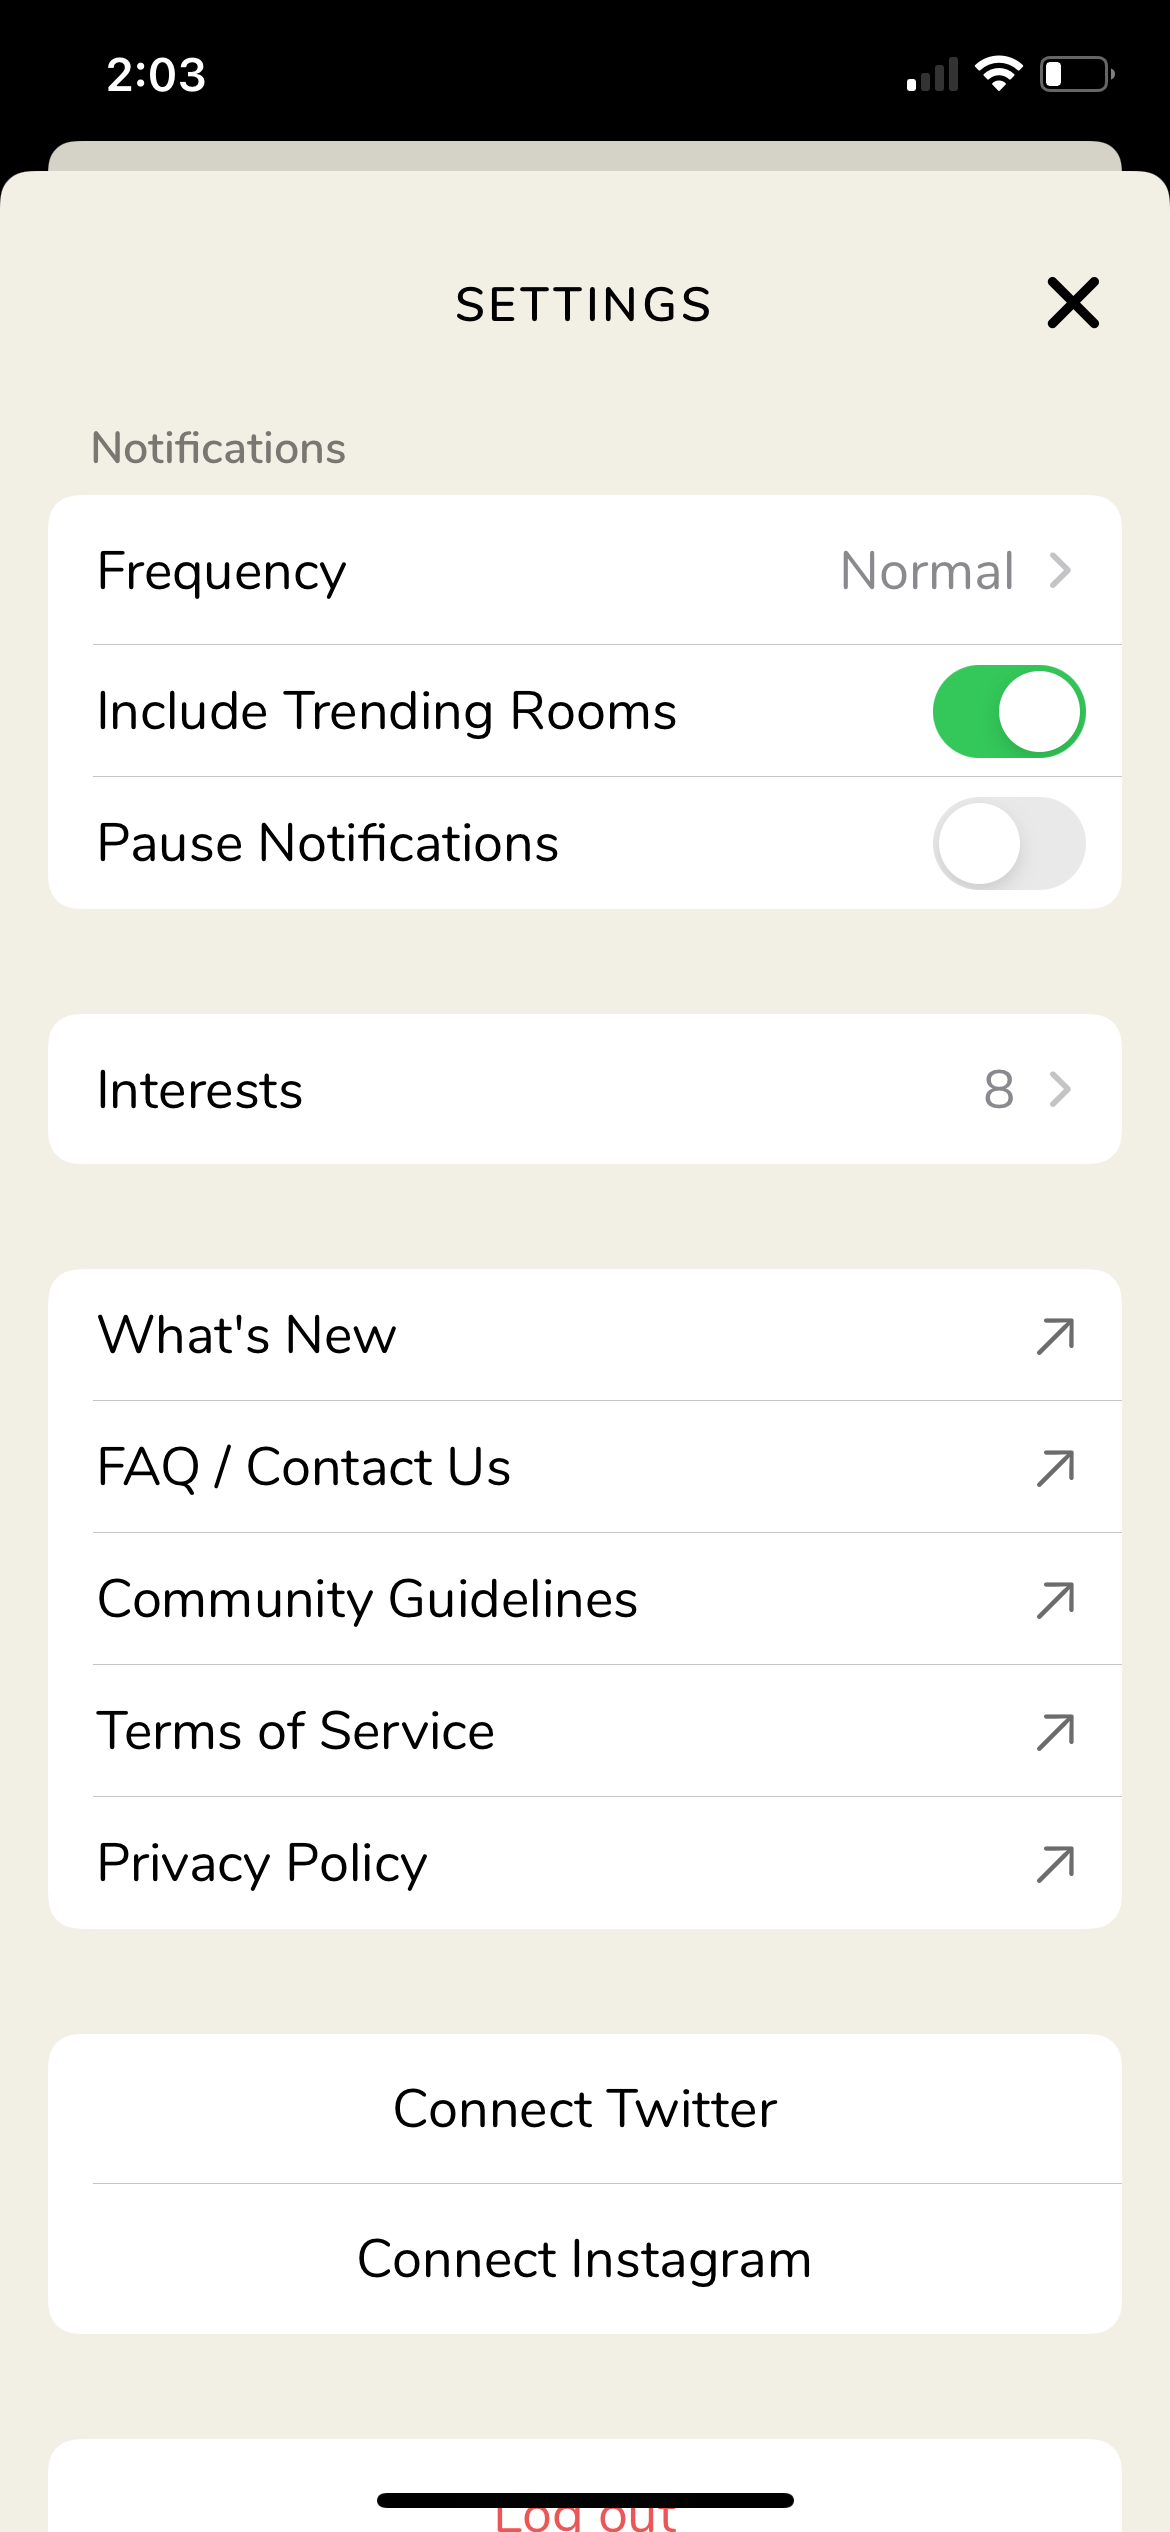 2:03
SETTINGS
Notifications
Frequency
Normal
Include Trending Rooms
Pause Notifications
Interests
8
What's New
FAQ / Contact Us
Community Guidelines
Terms of Service
Privacy Policy
Connect Twitter
Connect Instagram
Log out